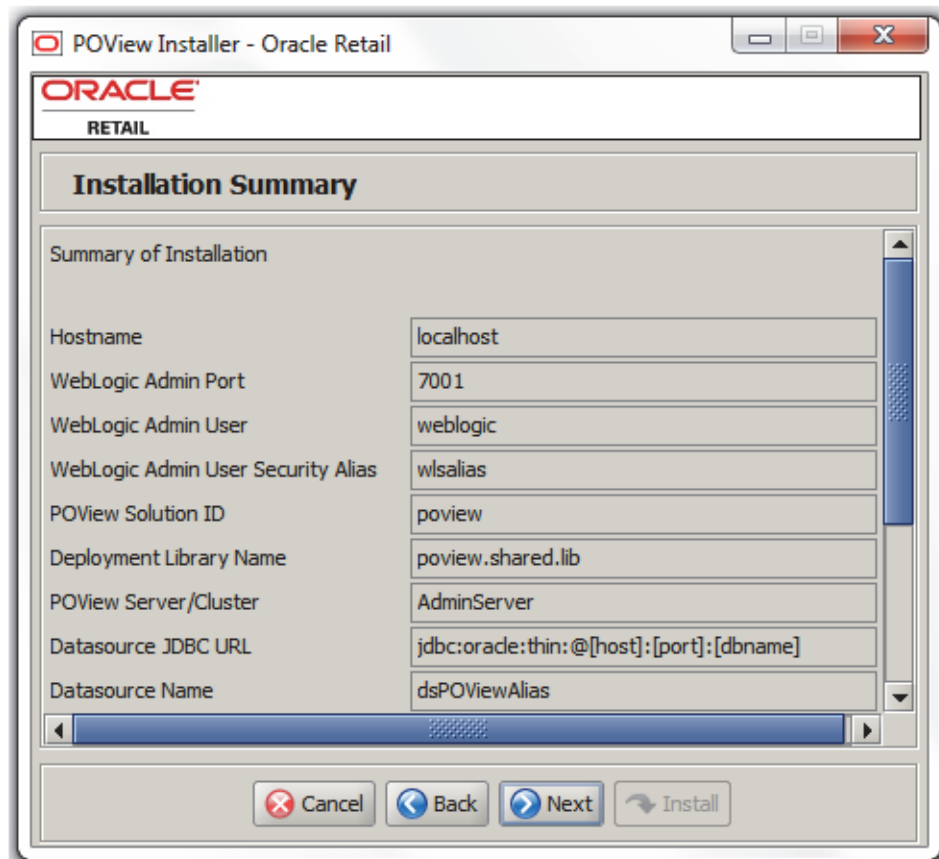 POView Installer - Oracle Retail
ORACLE
RETAIL
Installation Summary
Summary of Installation
Hostname localhost
WebLogic Admin Port 7001
WebLogic Admin User weblogic
WebLogic Admin User Security Alias wlsalias
POView Solution ID poview
Deployment Library Name poview.shared.lib
POView Server/Cluster AdminServer
Datasource JDBC URL jdbc:oracle:thin:@[host]:[port]:[dbname]
Datasource Name dsPOViewAlias
Cancel Back Next Install